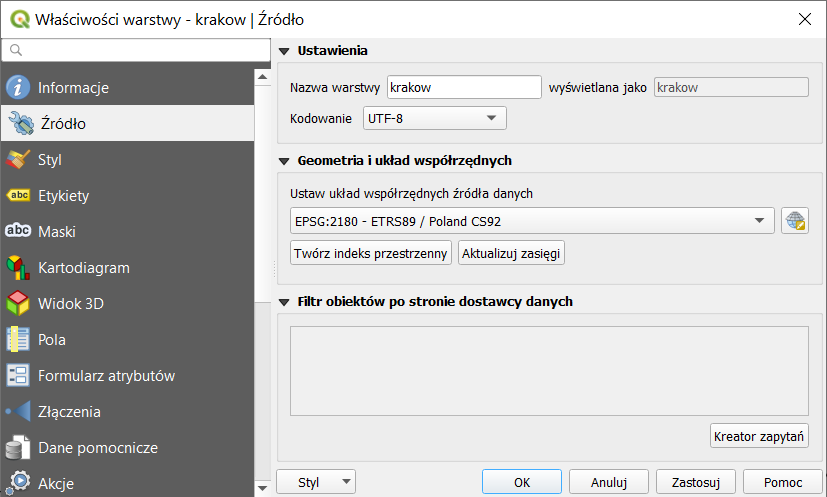 Właściwości warstwy - krakow | Źródło
Informacje
Źródło
Styl
abc Etykiety
abc Maski
Kartodiagram
Widok 3D
Pola
Formularz atrybutów
Złączenia
Dane pomocnicze
Akcje
Ustawienia
Nazwa warstwy krakow wyświetlana jako krakow
Kodowanie UTF-8
Geometria i układ współrzędnych
Ustaw układ współrzędnych źródła danych
EPSG:2180 - ETRS89 / Poland CS92
Twórz indeks przestrzenny Aktualizuj zasięgi
Filtr obiektów po stronie dostawcy danych
Kreator zapytań
Styl OK Anuluj Zastosuj Pomoc